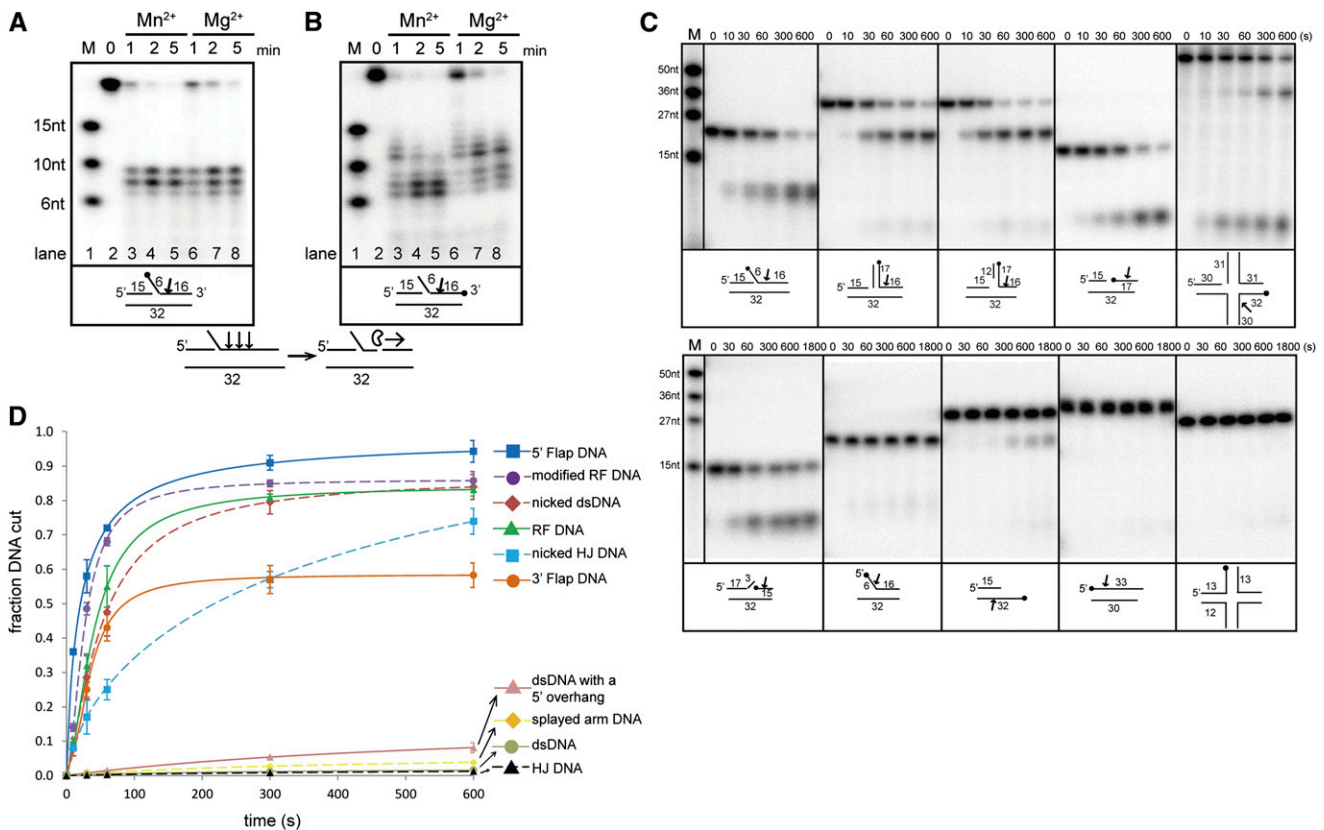 A
Mn2+ Mg2+
M 0 1 2 5 1 2 5 min
15nt
10nt
6nt
lane 1 2 3 4 5 6 7 8
15 6 16
5' 3'
32
B
Mn2+ Mg2+
M 0 1 2 5 1 2 5 min
1 2 3 4 5 6 7 8
15 6 16
5' 3'
32
5'
32
5'
32
C
M 0 10 30 60 300 600 0 10 30 60 300 600 0 10 30 60 300 600 0 10 30 60 300 600 0 10 30 60 300 600 (s)
50nt
36nt
27nt
15nt
15 6 16
5'
32
17
15 16
5'
32
12 17
15 16
5'
32
15
5' 17
32
31
5' 30 31
32
30
M 0 30 60 300 600 1800 0 30 60 300 600 1800 0 30 60 300 600 1800 0 30 60 300 600 1800 0 30 60 300 600 1800 (s)
50nt
36nt
27nt
15nt
17 3
5' 15
32
5'
6 16
32
15
5'
32
5' 33
30
13 13
5'
12
D
fraction DNA cut
1.0
0.9
0.8
0.7
0.6
0.5
0.4
0.3
0.2
0.1
0.0
0 100 200 300 400 500 600
time (s)
5' Flap DNA
modified RF DNA
nicked dsDNA
RF DNA
nicked HJ DNA
3' Flap DNA
dsDNA with a
5' overhang
splayed arm DNA
dsDNA
HJ DNA